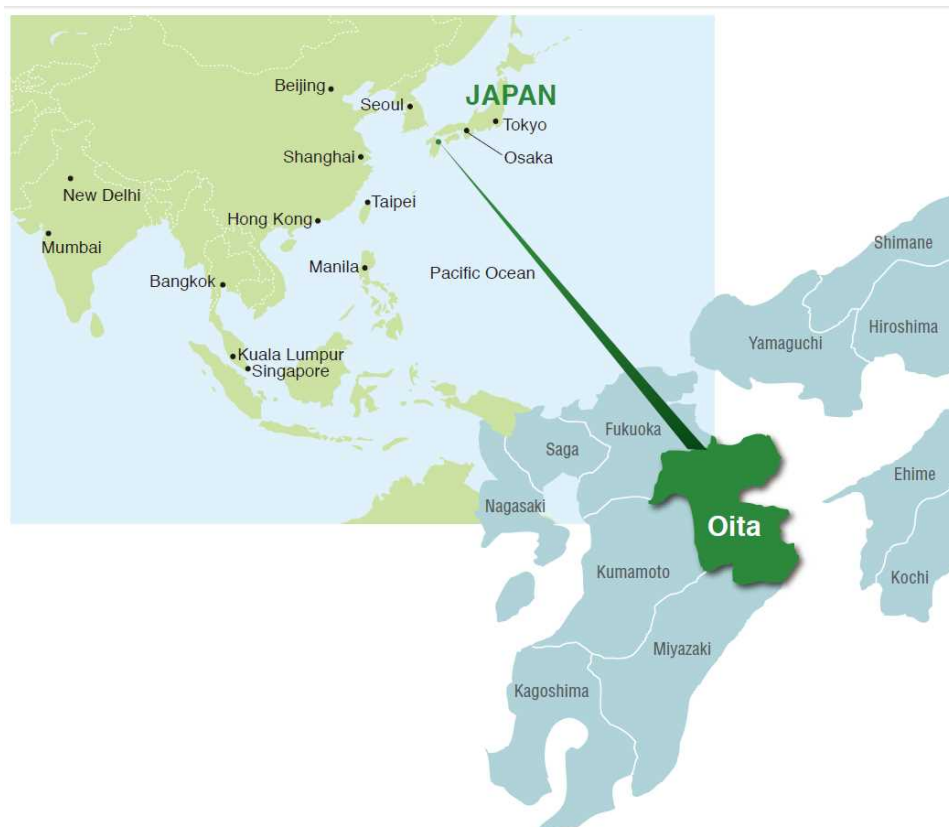 Beijing
Seoul
JAPAN
Tokyo
Osaka
Shanghai
New Delhi
Taipei
Hong Kong
Mumbai
Manila
Pacific Ocean
Bangkok
Kuala Lumpur
Singapore
Shimane
Hiroshima
Yamaguchi
Fukuoka
Saga
Ehime
Nagasaki
Oita
Kumamoto
Kochi
Miyazaki
Kagoshima